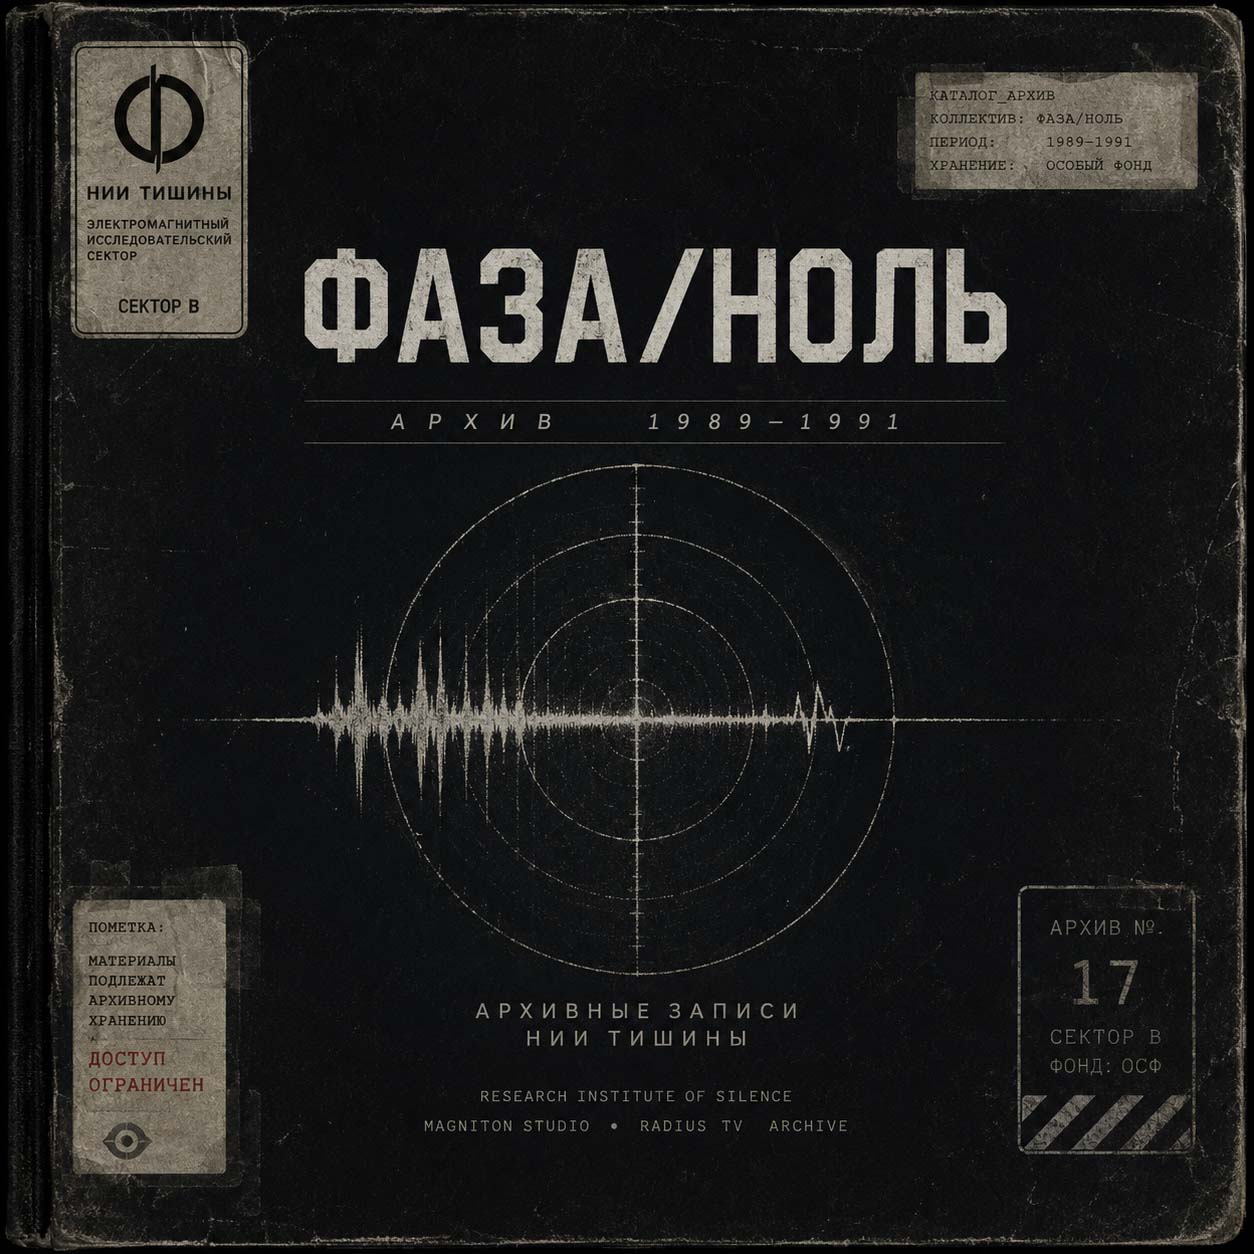 НИИ ТИШИНЫ
ЭЛЕКТРОМАГНИТНЫЙ
ИССЛЕДОВАТЕЛЬСКИЙ
СЕКТОР
СЕКТОР В
КАТАЛОГ_АРХИВ
КОЛЛЕКТИВ: ФАЗА/НОЛЬ
ПЕРИОД: 1989–1991
ХРАНЕНИЕ: ОСОБЫЙ ФОНД
ФАЗА/НОЛЬ
АРХИВ 1989–1991
ПОМЕТКА:
МАТЕРИАЛЫ
ПОДЛЕЖАТ
АРХИВНОМУ
ХРАНЕНИЮ
ДОСТУП
ОГРАНИЧЕН
АРХИВНЫЕ ЗАПИСИ
НИИ ТИШИНЫ
RESEARCH INSTITUTE OF SILENCE
MAGNITON STUDIO • RADIUS TV ARCHIVE
АРХИВ №.
17
СЕКТОР В
ФОНД: ОСФ